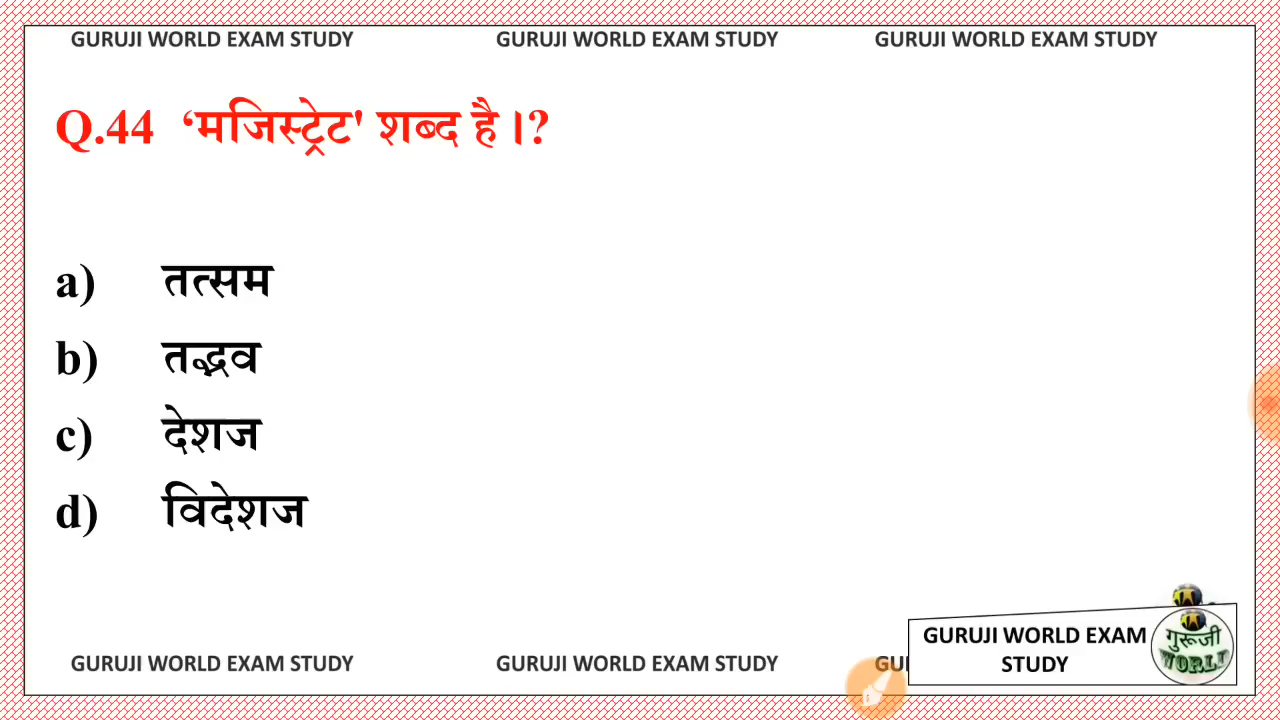 GURUJI WORLD EXAM STUDY GURUJI WORLD EXAM STUDY GURUJI WORLD EXAM STUDY
Q.44 ‘मजिस्ट्रेट' शब्द है।?
a) तत्सम
b) तद्भव
c) देशज
d) विदेशज
GURUJI WORLD EXAM STUDY GURUJI WORLD EXAM STUDY GU
GURUJI WORLD EXAM
STUDY
गुरूजी
WORLD